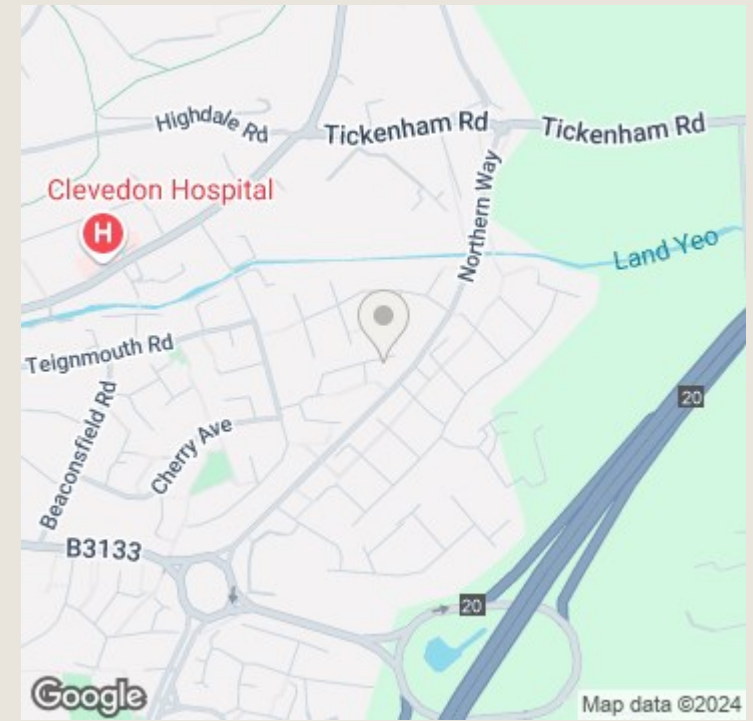 Highdale Rd
Tickenham Rd
Tickenham Rd
Clevedon Hospital
H
Northern Way
Land Yeo
Teignmouth Rd
Beaconsfield Rd
Cherry Ave
20
B3133
20
Google
Map data ©2024